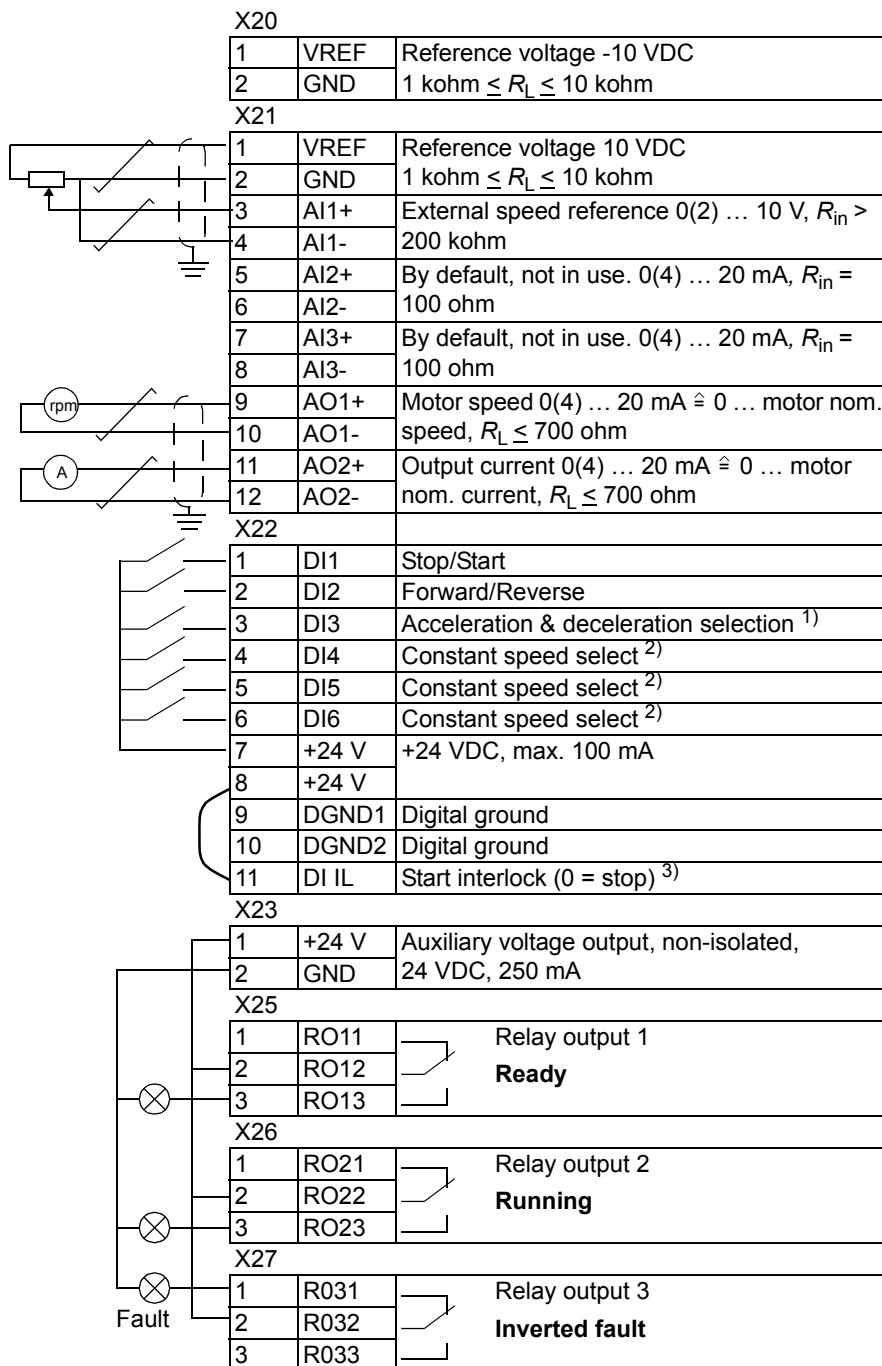 X20
1 VREF Reference voltage -10 VDC
2 GND 1 kohm ≤ RL ≤ 10 kohm
X21
1 VREF Reference voltage 10 VDC
2 GND 1 kohm ≤ RL ≤ 10 kohm
3 AI1+ External speed reference 0(2) … 10 V, Rin >
4 AI1- 200 kohm
5 AI2+ By default, not in use. 0(4) … 20 mA, Rin =
6 AI2- 100 ohm
7 AI3+ By default, not in use. 0(4) … 20 mA, Rin =
8 AI3- 100 ohm
rpm 9 AO1+ Motor speed 0(4) … 20 mA ≙ 0 … motor nom.
10 AO1- speed, RL ≤ 700 ohm
A 11 AO2+ Output current 0(4) … 20 mA ≙ 0 … motor
12 AO2- nom. current, RL ≤ 700 ohm
X22
1 DI1 Stop/Start
2 DI2 Forward/Reverse
3 DI3 Acceleration & deceleration selection 1)
4 DI4 Constant speed select 2)
5 DI5 Constant speed select 2)
6 DI6 Constant speed select 2)
7 +24 V +24 VDC, max. 100 mA
8 +24 V
9 DGND1 Digital ground
10 DGND2 Digital ground
11 DI IL Start interlock (0 = stop) 3)
X23
1 +24 V Auxiliary voltage output, non-isolated,
2 GND 24 VDC, 250 mA
X25
1 RO11 Relay output 1
2 RO12 Ready
3 RO13
X26
1 RO21 Relay output 2
2 RO22 Running
3 RO23
X27
1 R031 Relay output 3
Fault 2 R032 Inverted fault
3 R033